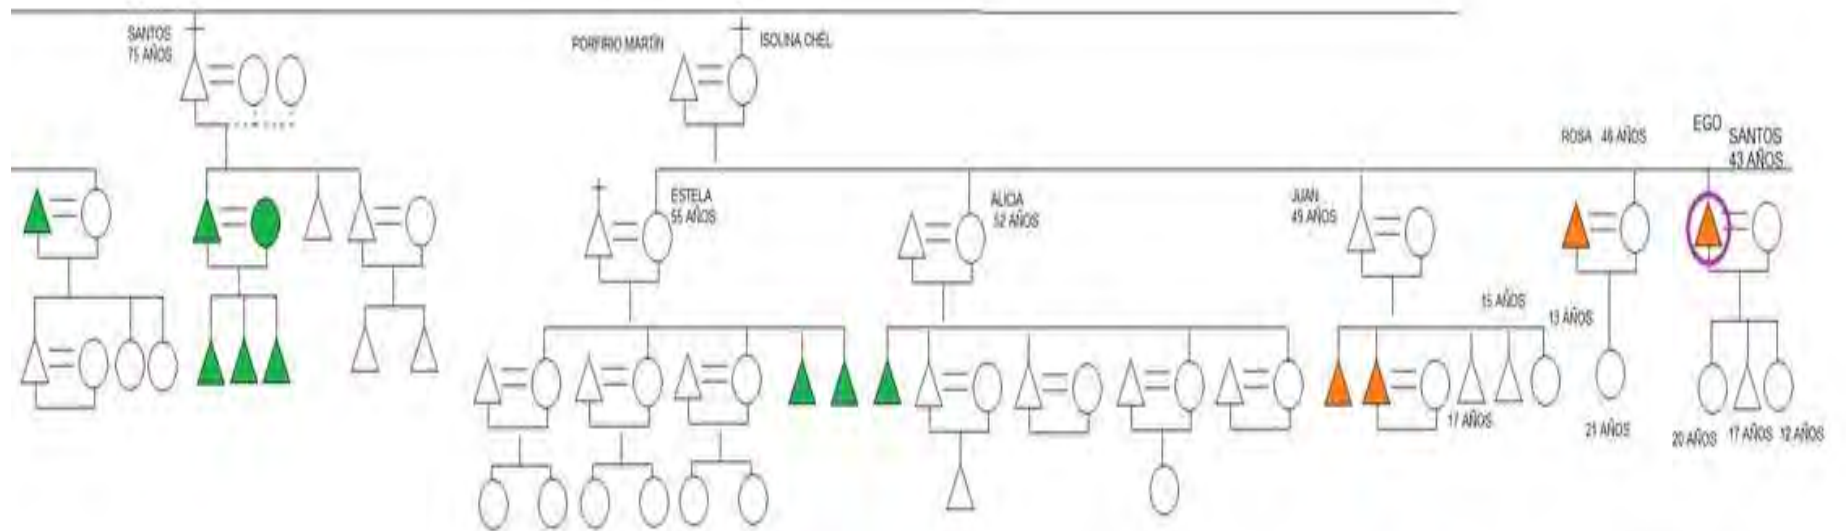 SANTOS
75 AÑOS
PORFIRIO MARTÍN
ISOLINA CHEL
ROSA 46 AÑOS
EGO
SANTOS
43 AÑOS
ESTELA
55 AÑOS
ALICIA
52 AÑOS
JUAN
49 AÑOS
15 AÑOS
13 AÑOS
17 AÑOS
21 AÑOS
20 AÑOS
17 AÑOS
12 AÑOS